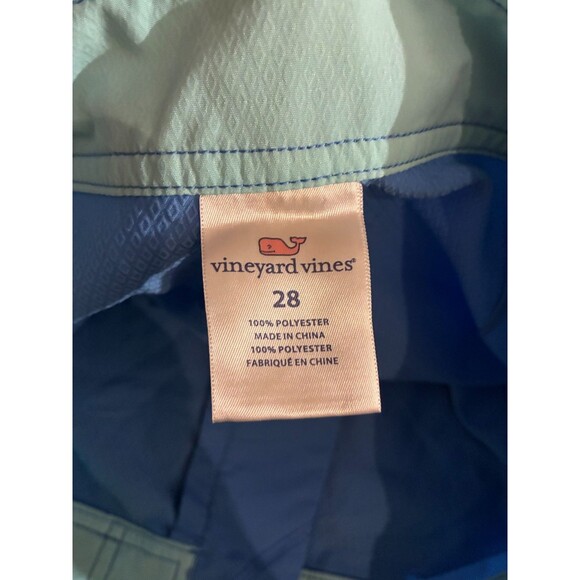 vineyard vines®
28
100% POLYESTER
MADE IN CHINA
100% POLYESTER
FABRIQUÉ EN CHINE